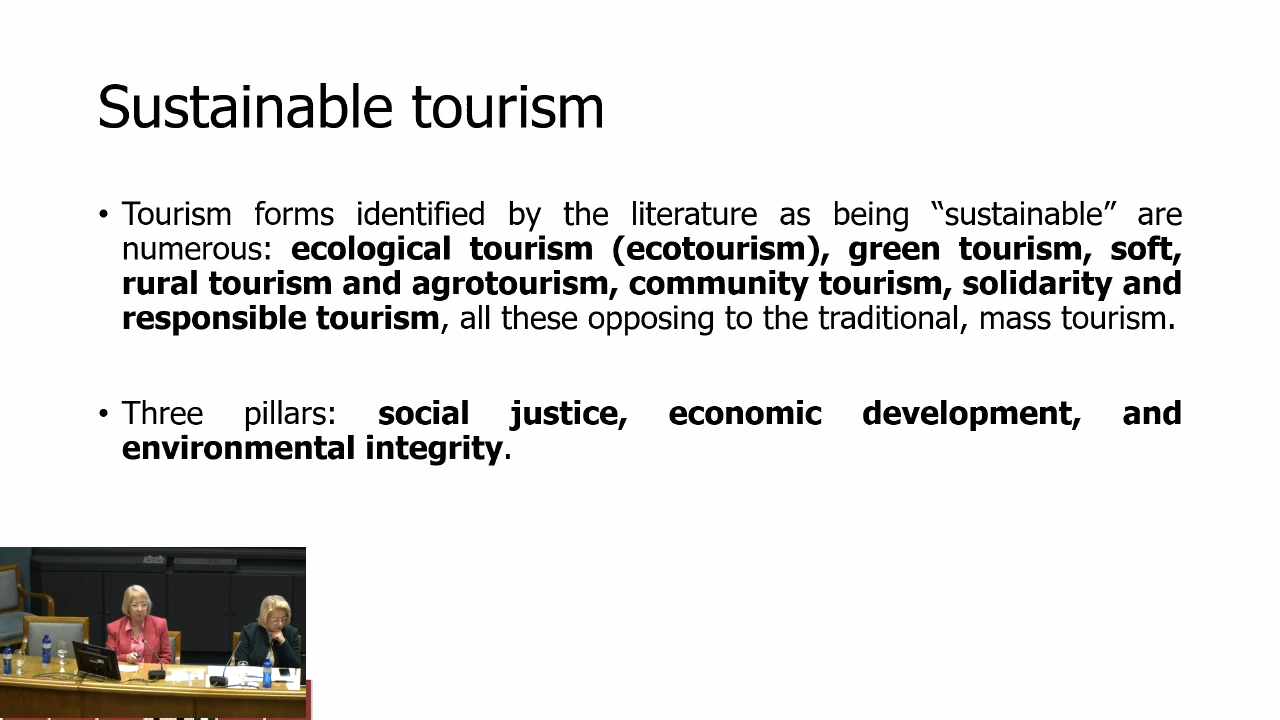 Sustainable tourism
• Tourism forms identified by the literature as being “sustainable” are
numerous: ecological tourism (ecotourism), green tourism, soft,
rural tourism and agrotourism, community tourism, solidarity and
responsible tourism, all these opposing to the traditional, mass tourism.
• Three pillars: social justice, economic development, and
environmental integrity.